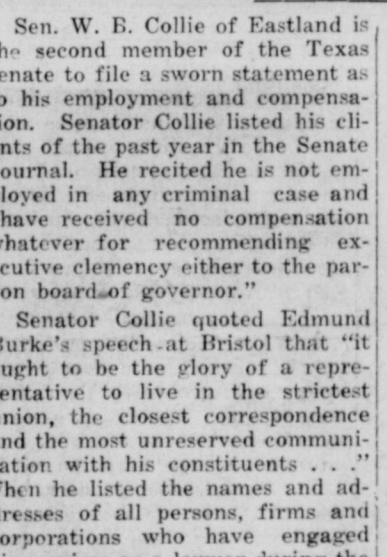 Sen. W. B. Collie of Eastland is
he second member of the Texas
enate to file a sworn statement as
o his employment and compensa-
ion. Senator Collie listed his cli-
nts of the past year in the Senate
ournal. He recited he is not em-
loyed in any criminal case and
have received no compensation
hatever for recommending ex-
cutive clemency either to the par-
on board of governor."
Senator Collie quoted Edmund
urke's speech at Bristol that "it
ught to be the glory of a repre-
entative to live in the strictest
nion, the closest correspondence
nd the most unreserved communi-
ation with his constituents . . ."
hen he listed the names and ad-
resses of all persons, firms and
orporations who have engaged